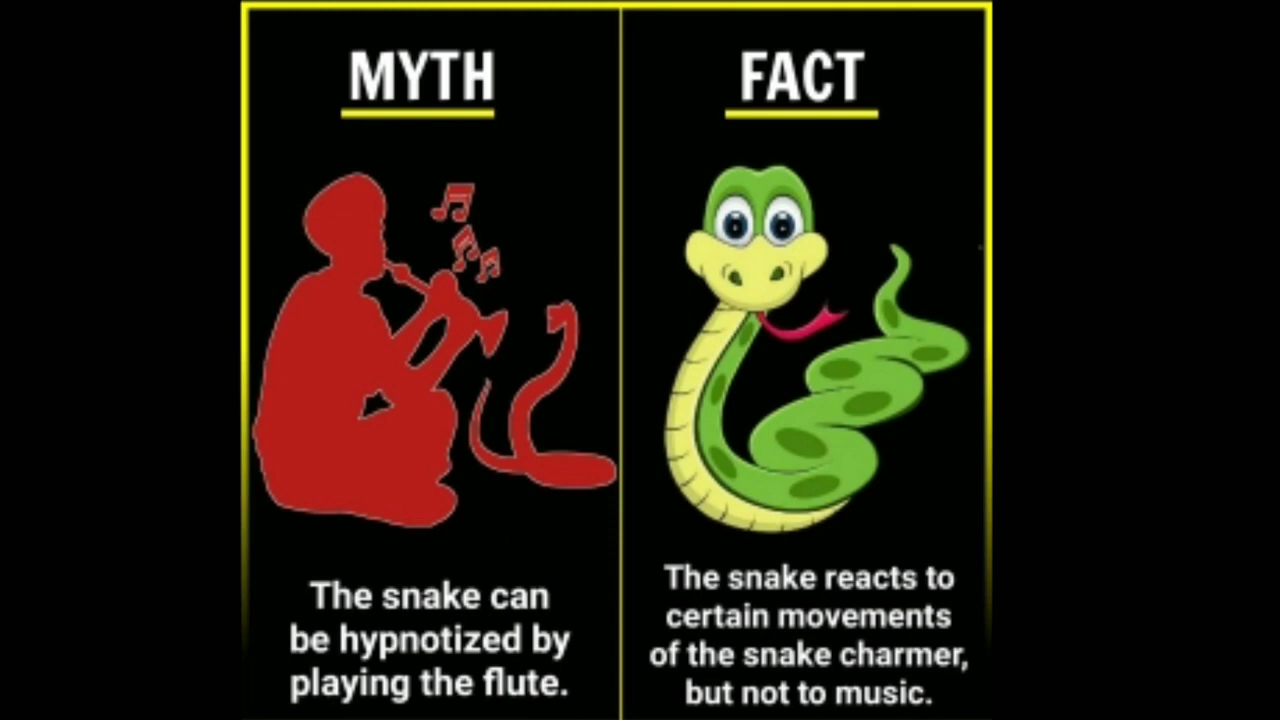 MYTH
The snake can
be hypnotized by
playing the flute.
FACT
The snake reacts to
certain movements
of the snake charmer,
but not to music.